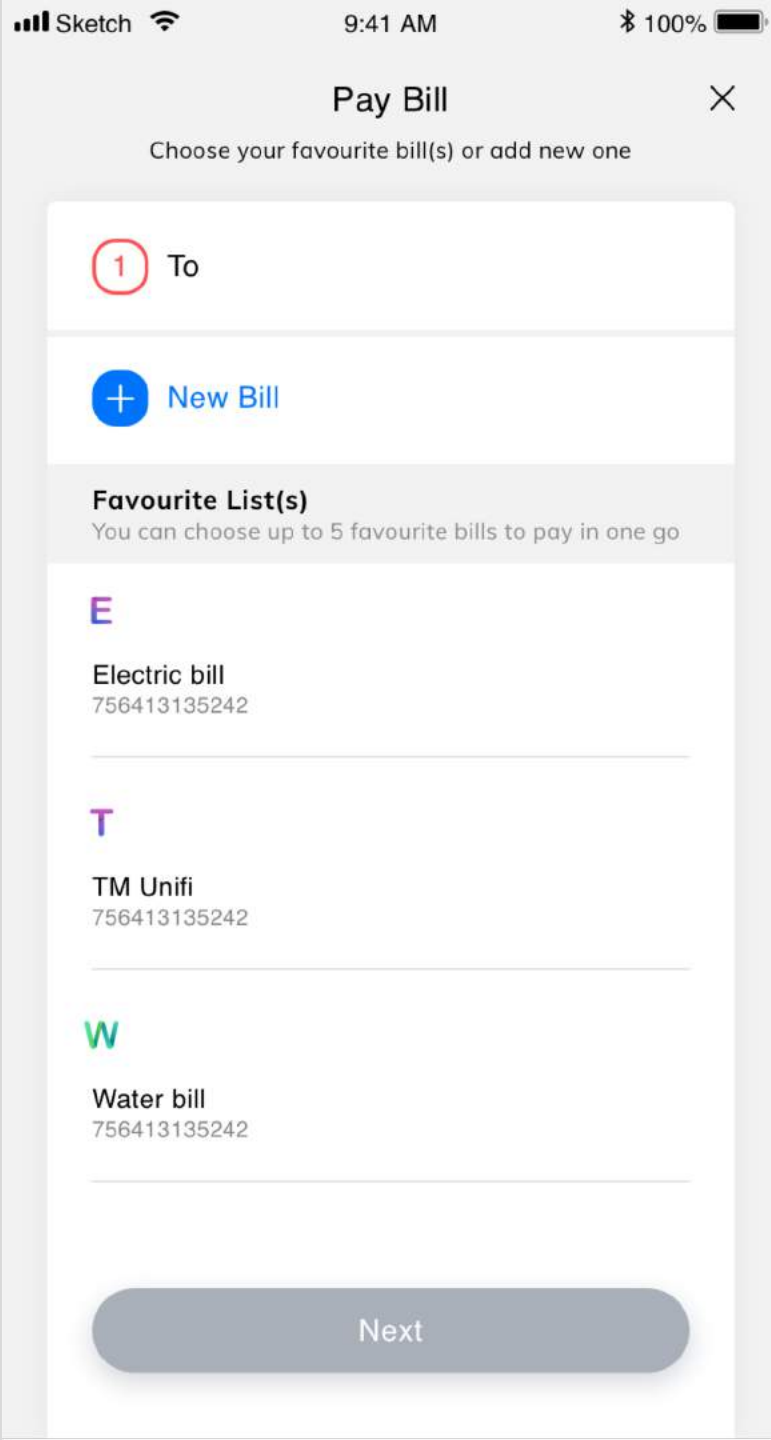 Sketch 9:41 AM 100%
Pay Bill
Choose your favourite bill(s) or add new one
1 To
New Bill
Favourite List(s)
You can choose up to 5 favourite bills to pay in one go
E
Electric bill
756413135242
T
TM Unifi
756413135242
W
Water bill
756413135242
Next